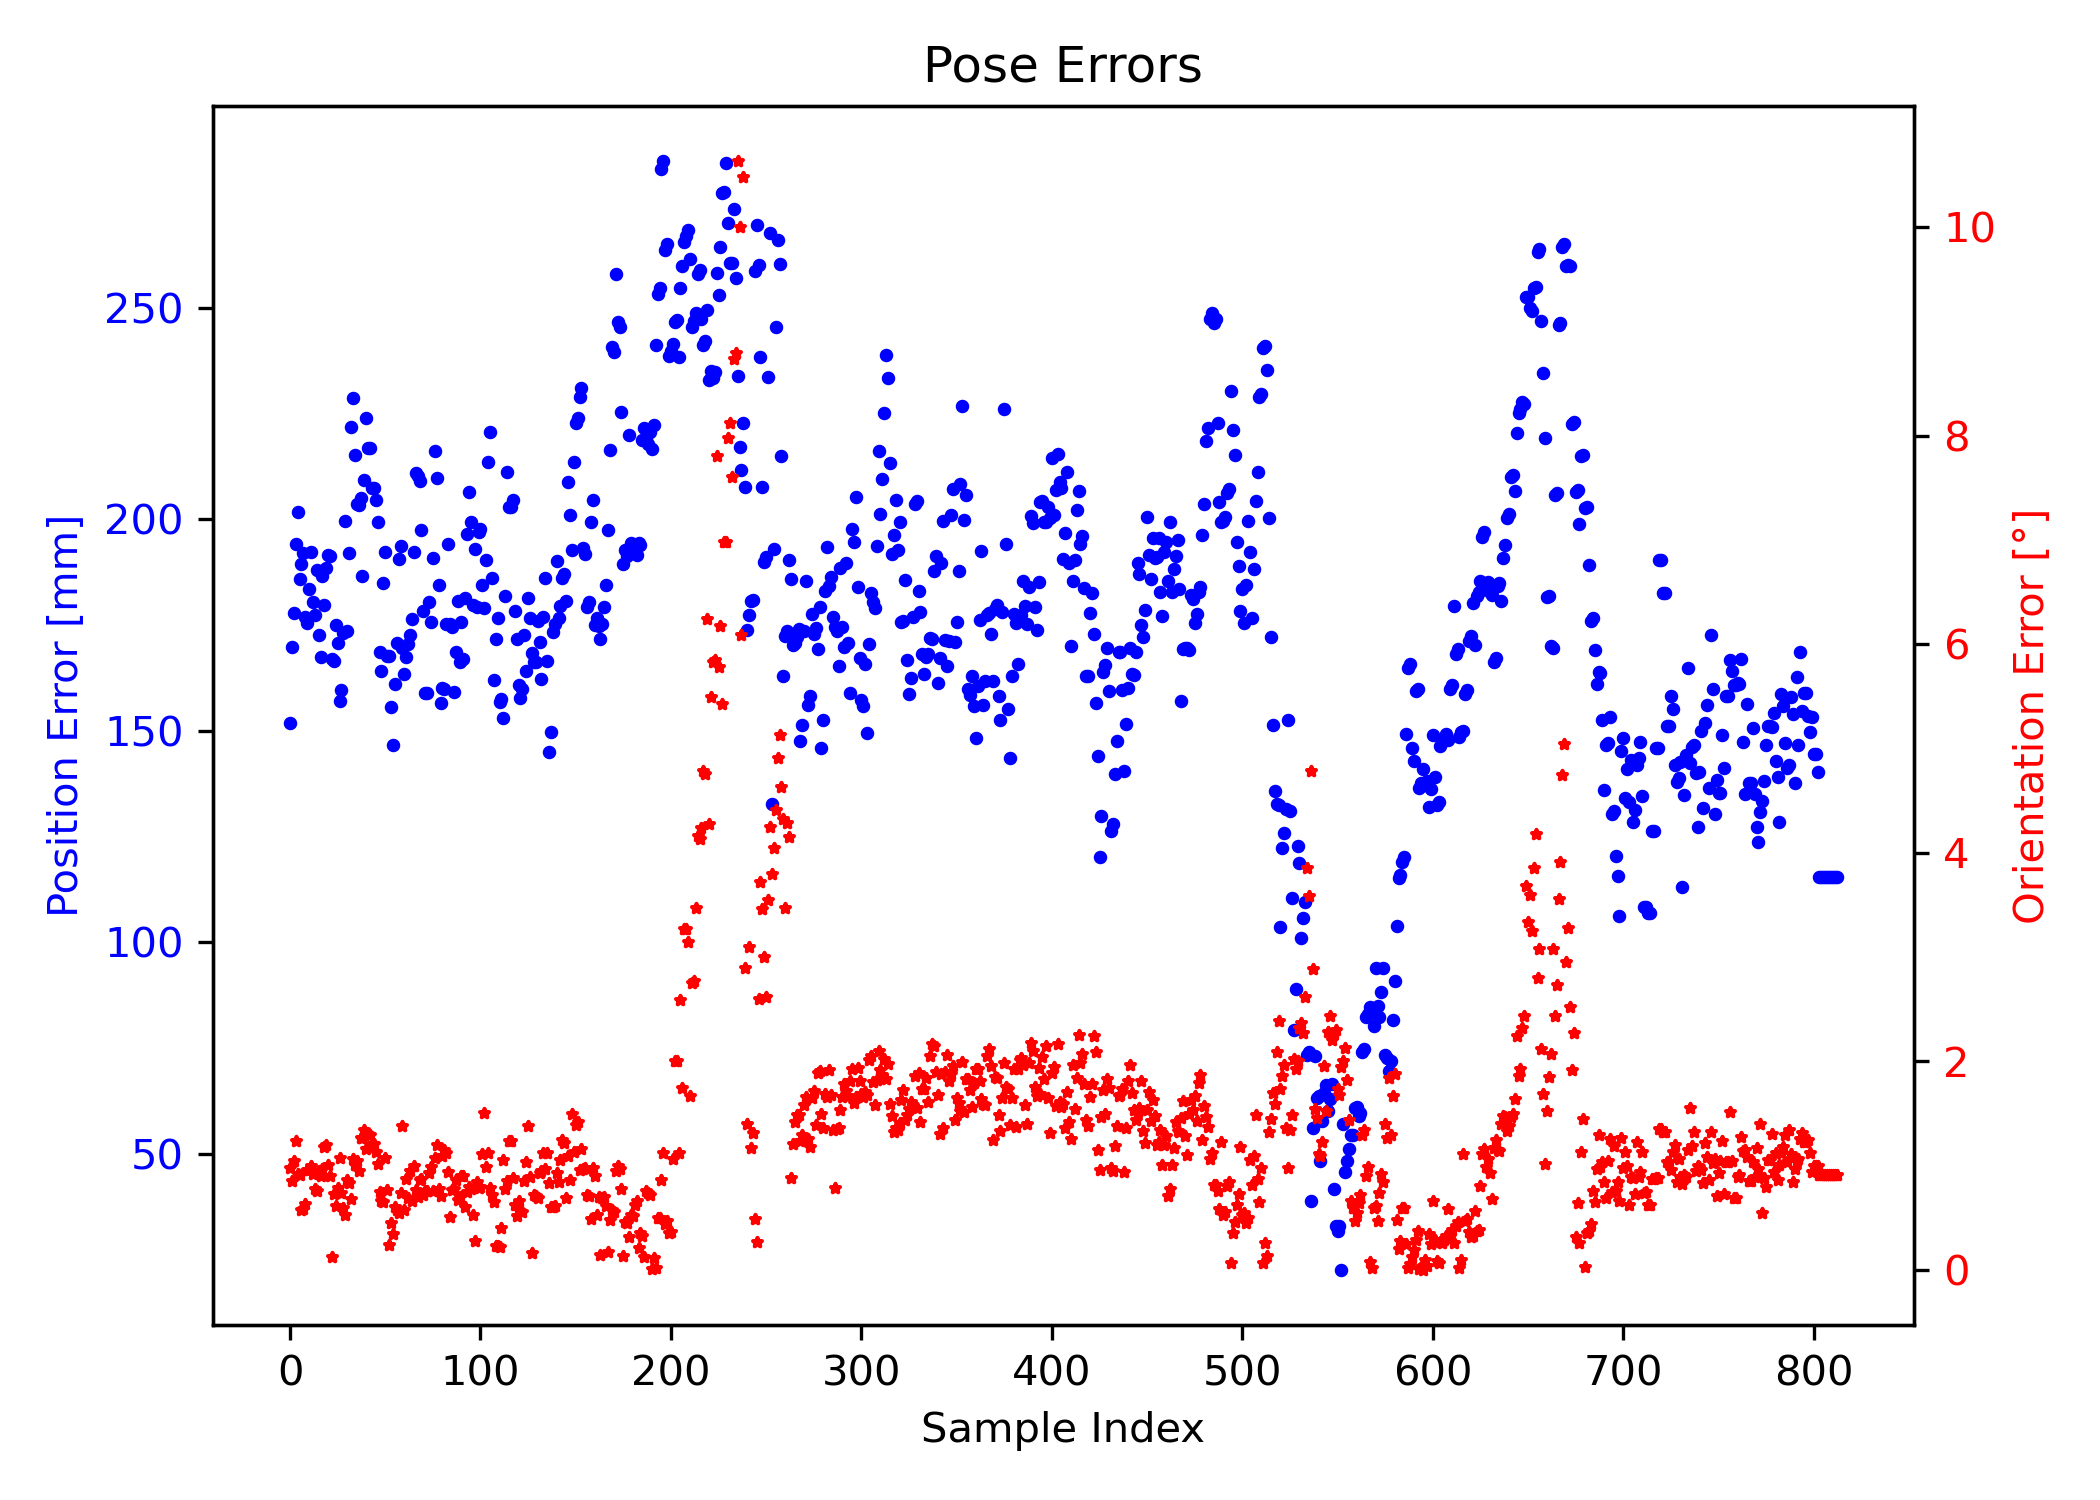 Pose Errors
Position Error [mm]
250
200
150
100
50
10
8
6
4
2
0
Orientation Error [°]
0 100 200 300 400 500 600 700 800
Sample Index